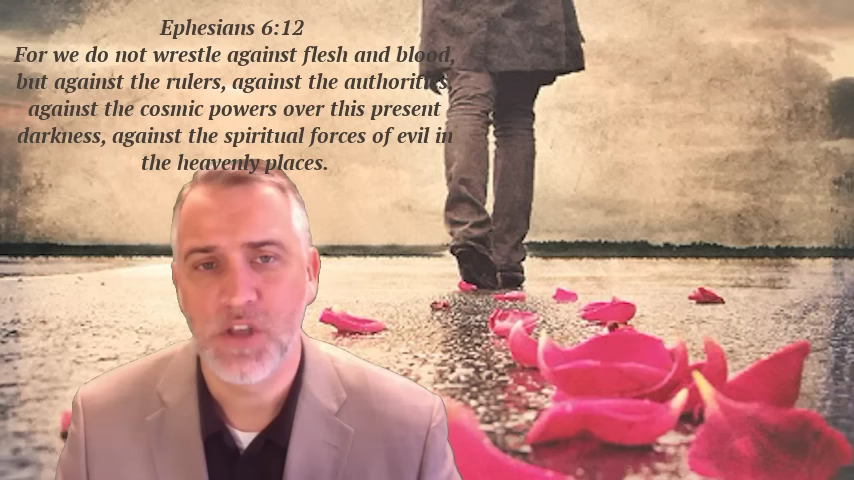 Ephesians 6:12
For we do not wrestle against flesh and blood,
but against the rulers, against the authorities,
against the cosmic powers over this present
darkness, against the spiritual forces of evil in
the heavenly places.